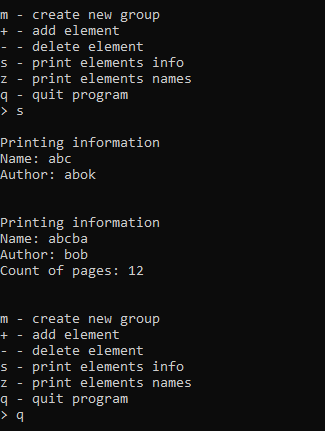 m - create new group
+ - add element
- - delete element
s - print elements info
z - print elements names
q - quit program
> s
Printing information
Name: abc
Author: abok
Printing information
Name: abcba
Author: bob
Count of pages: 12
m - create new group
+ - add element
- - delete element
s - print elements info
z - print elements names
q - quit program
> q